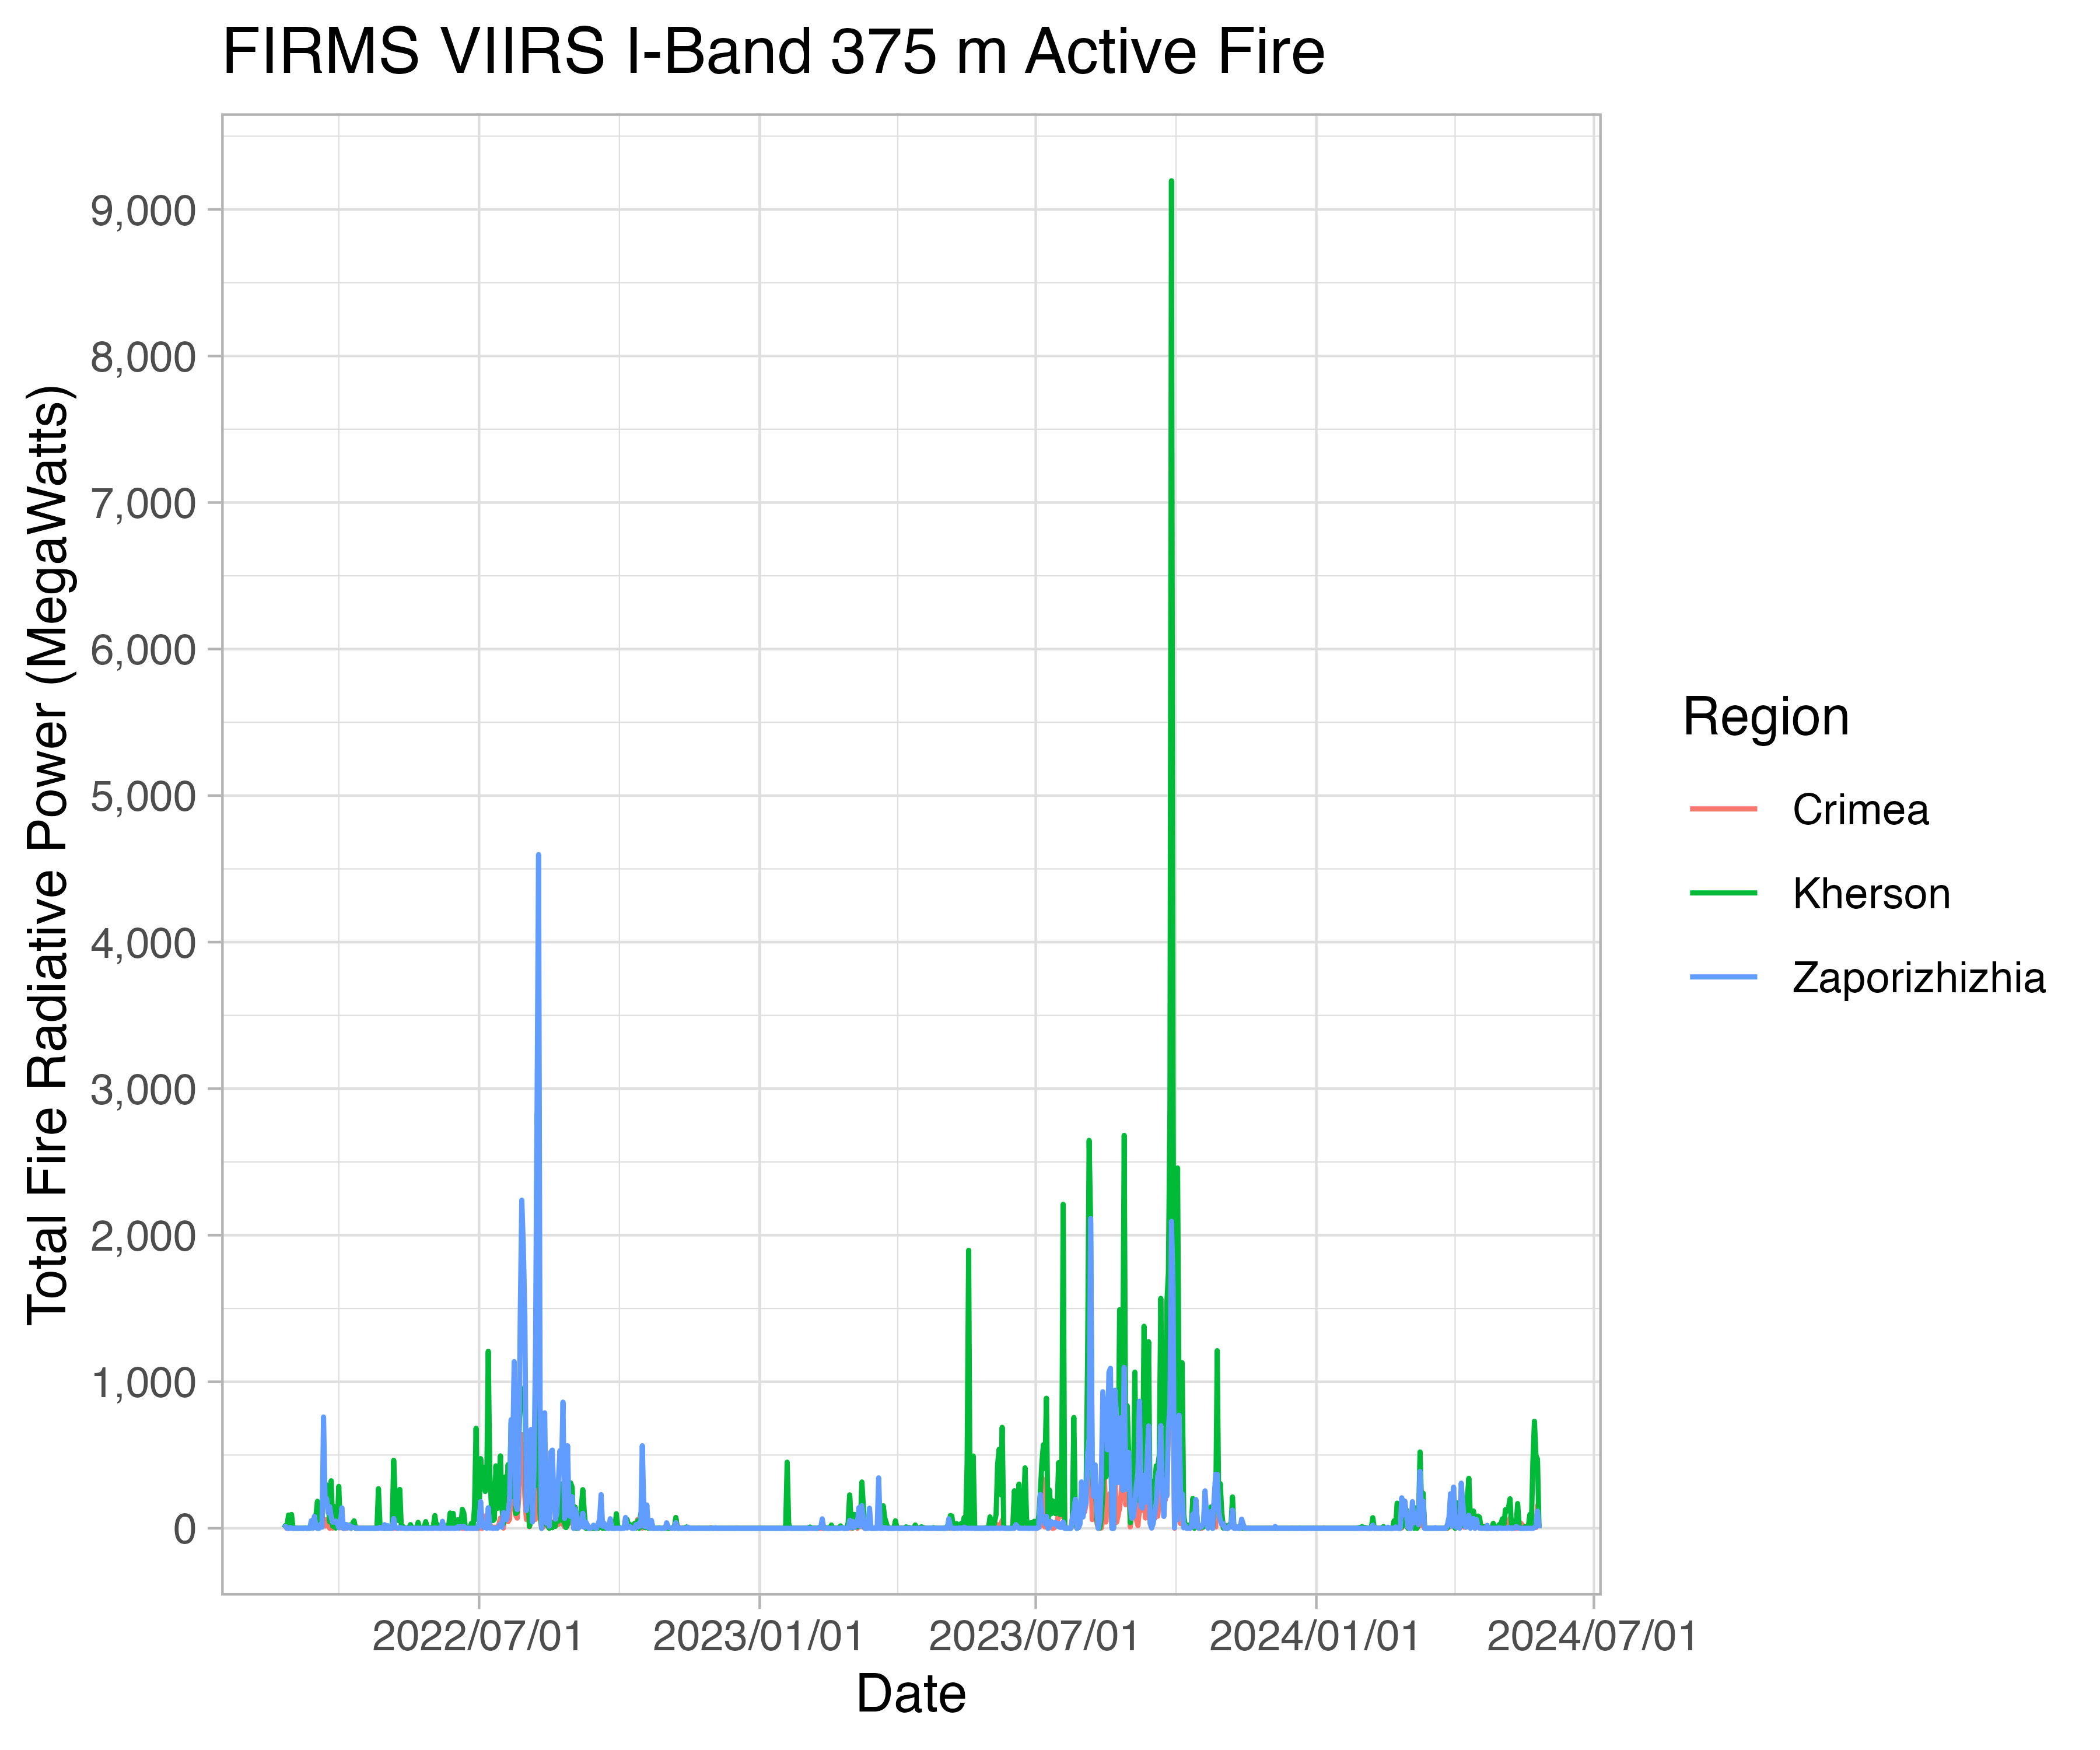 FIRMS VIIRS I-Band 375 m Active Fire
Total Fire Radiative Power (MegaWatts)
9,000
8,000
7,000
6,000
5,000
4,000
3,000
2,000
1,000
0
2022/07/01 2023/01/01 2023/07/01 2024/01/01 2024/07/01
Date
Region
Crimea
Kherson
Zaporizhizhia